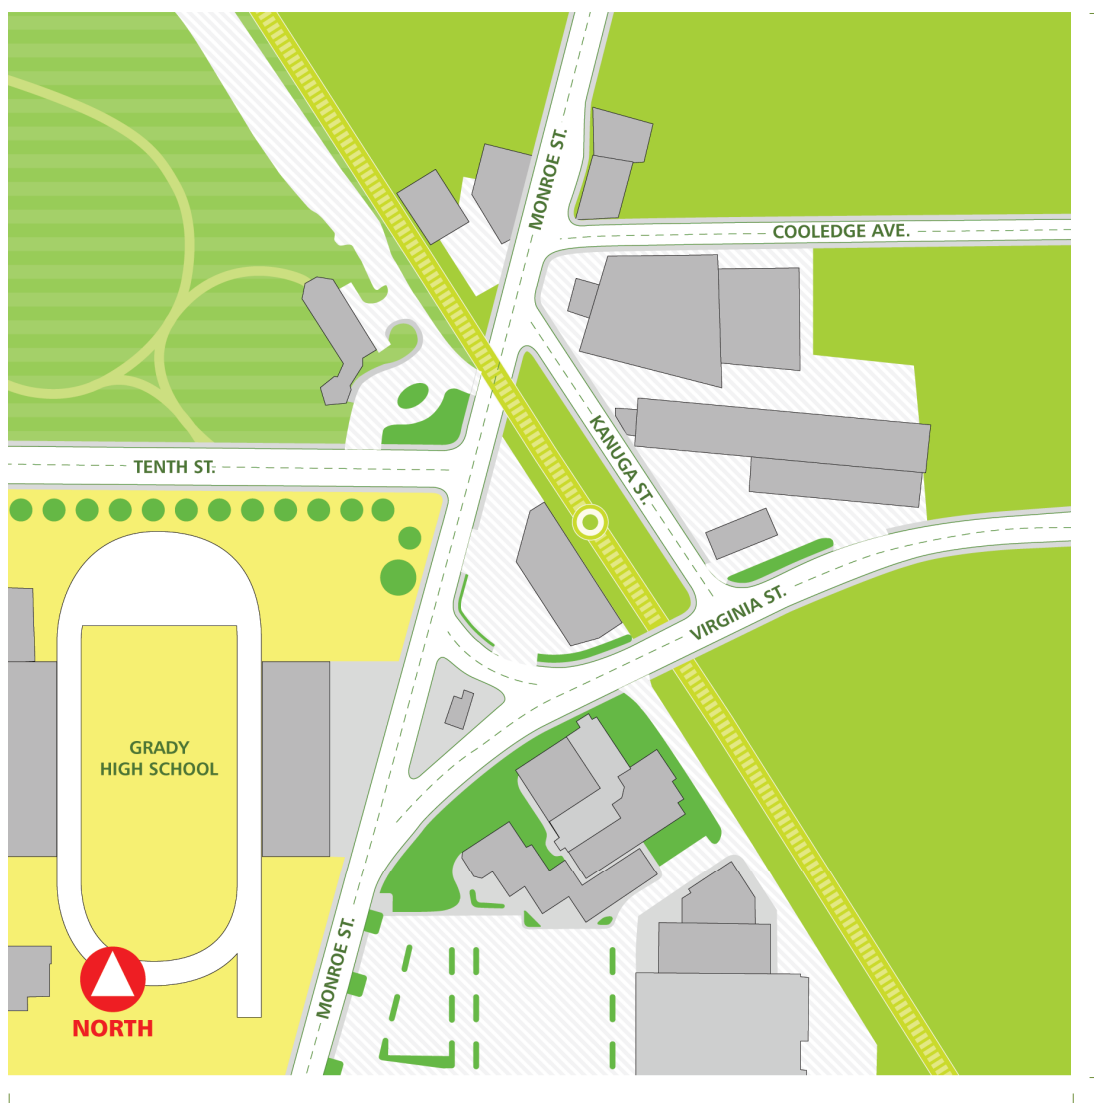 MONROE ST.
COOLEDGE AVE.
KANUGA ST.
TENTH ST.
VIRGINIA ST.
GRADY
HIGH SCHOOL
MONROE ST.
NORTH